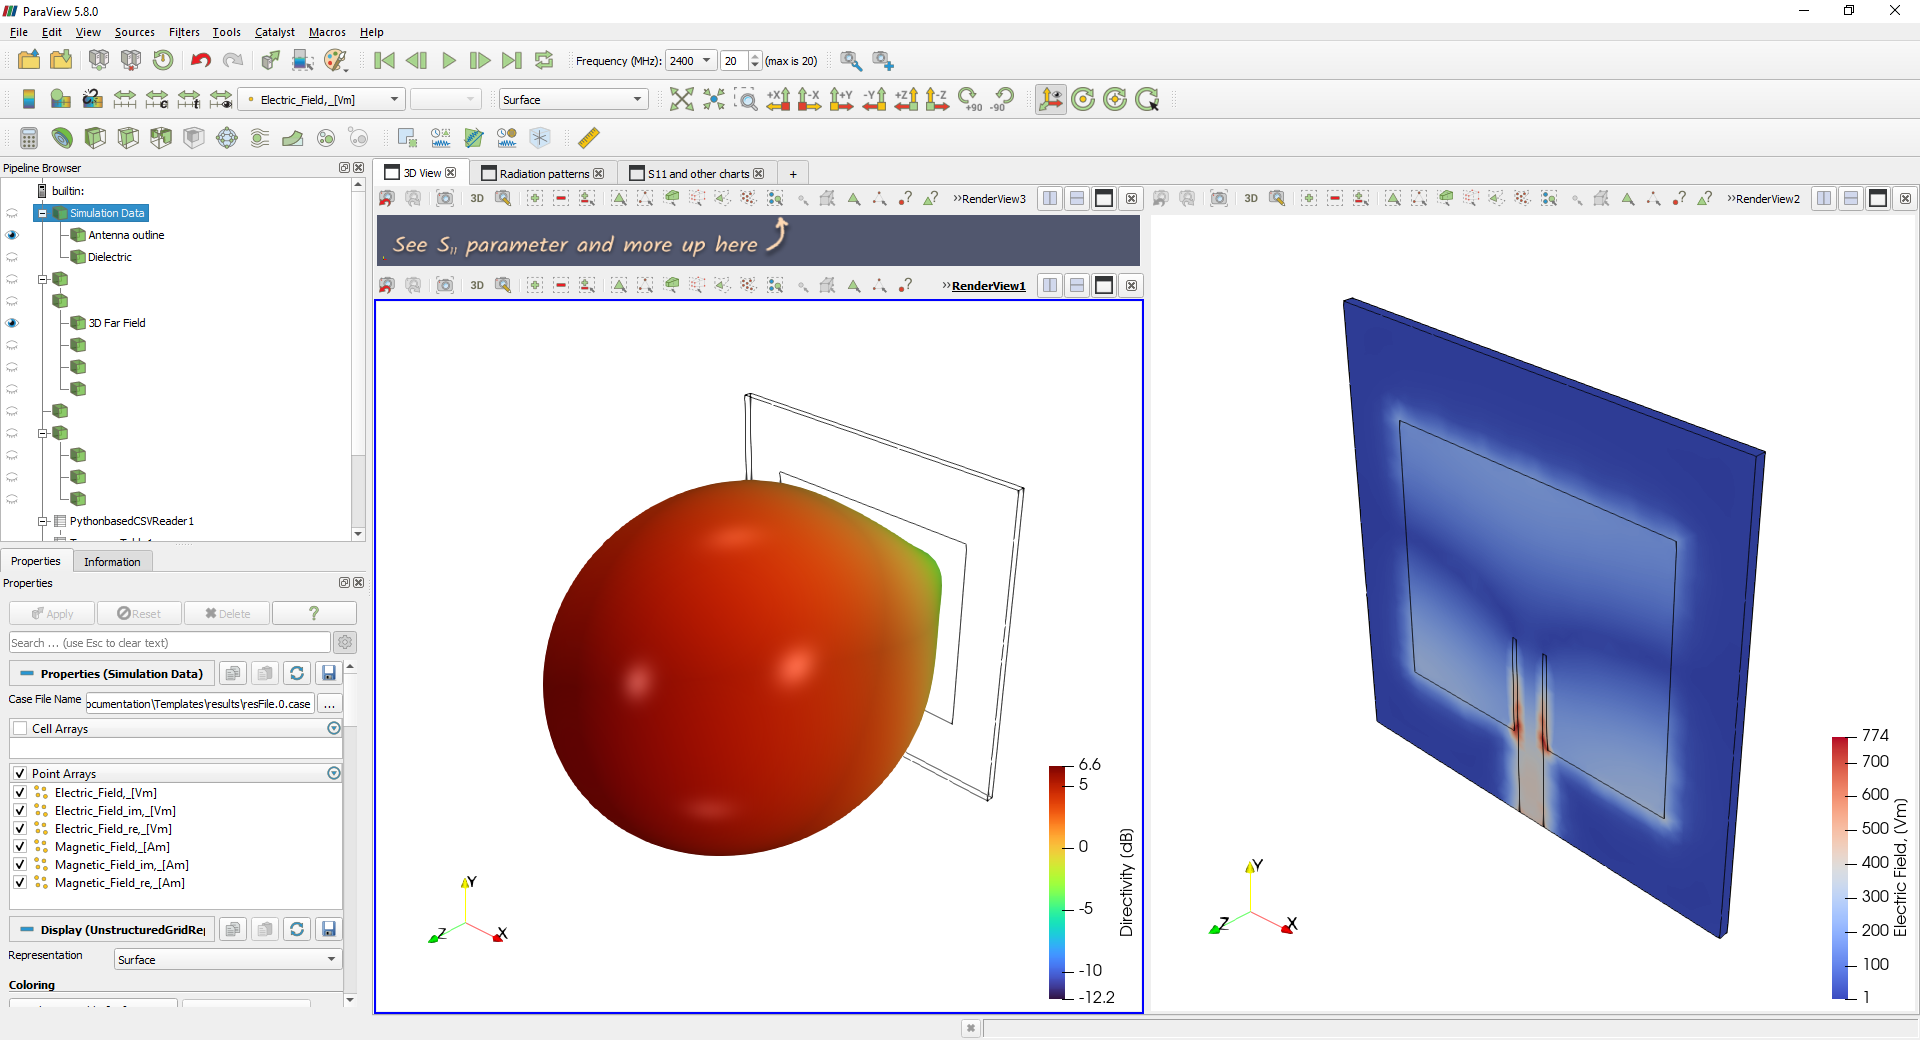 ParaView 5.8.0
File Edit View Sources Filters Tools Catalyst Macros Help
Frequency (MHz): 2400 20 (max is 20)
Electric_Field,_[Vm] Surface +X -X +Y -Y +Z -Z +90 -90
Pipeline Browser
builtin:
Simulation Data
Antenna outline
Dielectric
3D Far Field
PythonbasedCSVReader1
Properties Information
Properties
Apply Reset Delete ?
Search ... (use Esc to clear text)
Properties (Simulation Data)
Case File Name ocumentation\Templates\results\resFile.0.case ...
Cell Arrays
Point Arrays
Electric_Field,_[Vm]
Electric_Field_im,_[Vm]
Electric_Field_re,_[Vm]
Magnetic_Field,_[Am]
Magnetic_Field_im,_[Am]
Magnetic_Field_re,_[Am]
Display (UnstructuredGridRe
Representation Surface
Coloring
3D View Radiation patterns S11 and other charts +
3D ? ? »RenderView3
See S11 parameter and more up here
3D ? »RenderView1
Y
Z X
6.6
5
0
-5
-10
-12.2
Directivity (dB)
3D ? ? »RenderView2
Y
Z X
774
700
600
500
400
300
200
100
1
Electric Field, (Vm)